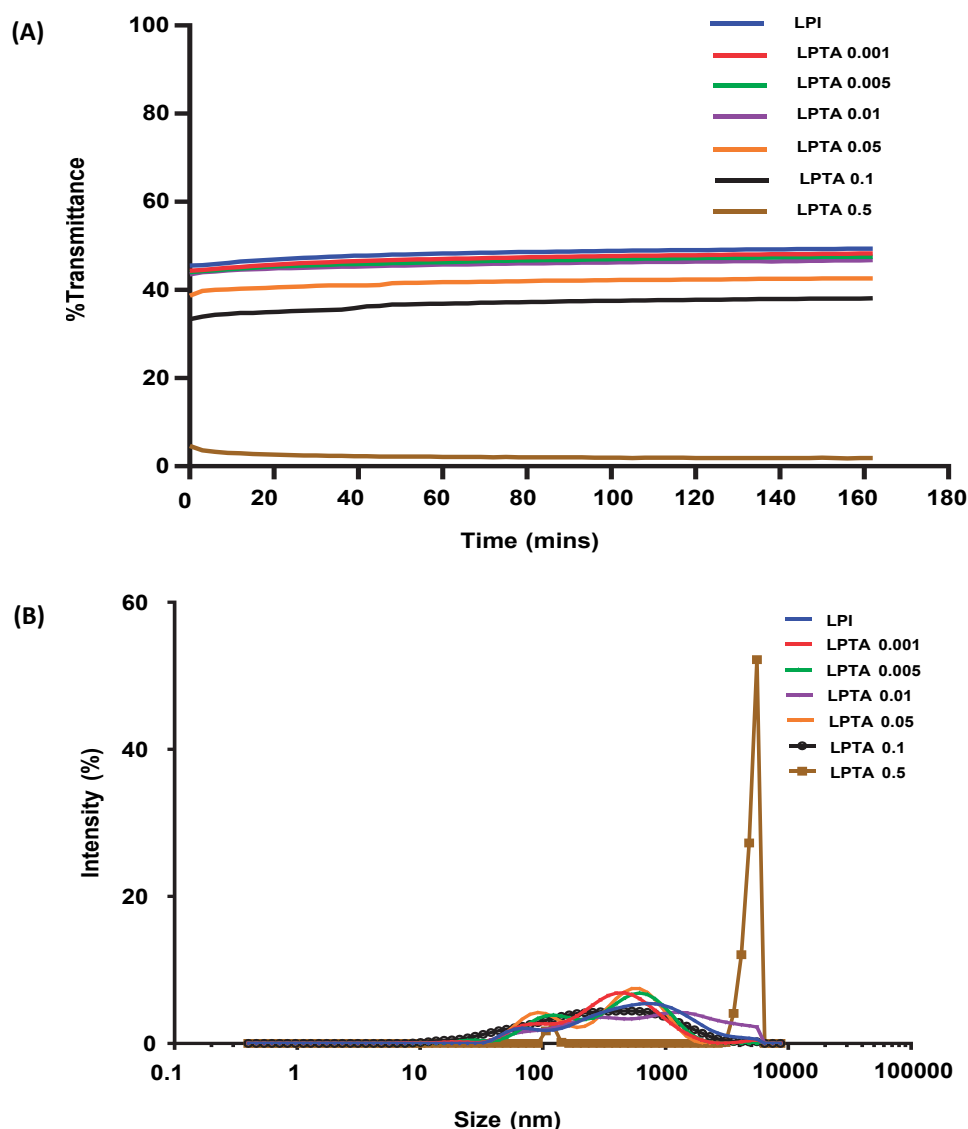 (A)
%Transmittance
100
80
60
40
20
0
0 20 40 60 80 100 120 140 160 180
Time (mins)
LPI
LPTA 0.001
LPTA 0.005
LPTA 0.01
LPTA 0.05
LPTA 0.1
LPTA 0.5
(B)
Intensity (%)
60
40
20
0
0.1 1 10 100 1000 10000 100000
Size (nm)
LPI
LPTA 0.001
LPTA 0.005
LPTA 0.01
LPTA 0.05
LPTA 0.1
LPTA 0.5